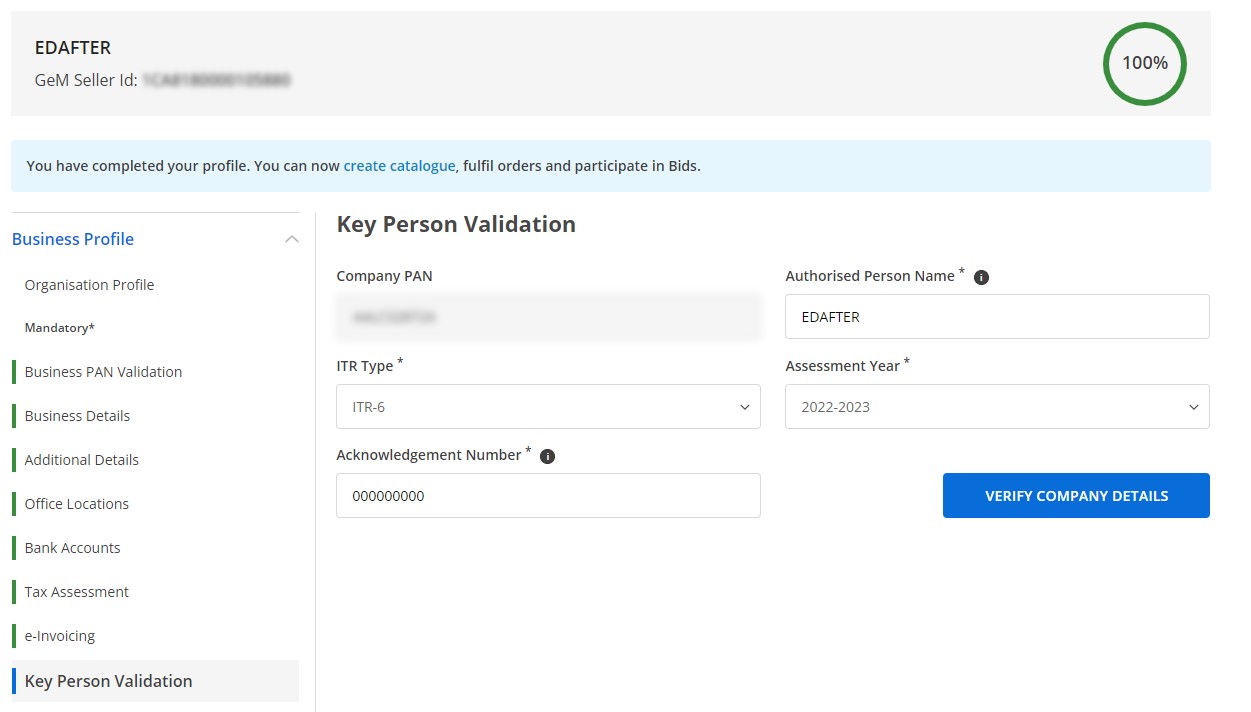 EDAFTER
GeM Seller Id:
100%
You have completed your profile. You can now create catalogue, fulfil orders and participate in Bids.
Business Profile
Organisation Profile
Mandatory*
Business PAN Validation
Business Details
Additional Details
Office Locations
Bank Accounts
Tax Assessment
e-Invoicing
Key Person Validation
Key Person Validation
Company PAN
Authorised Person Name *
EDAFTER
ITR Type *
ITR-6
Assessment Year *
2022-2023
Acknowledgement Number *
000000000
VERIFY COMPANY DETAILS